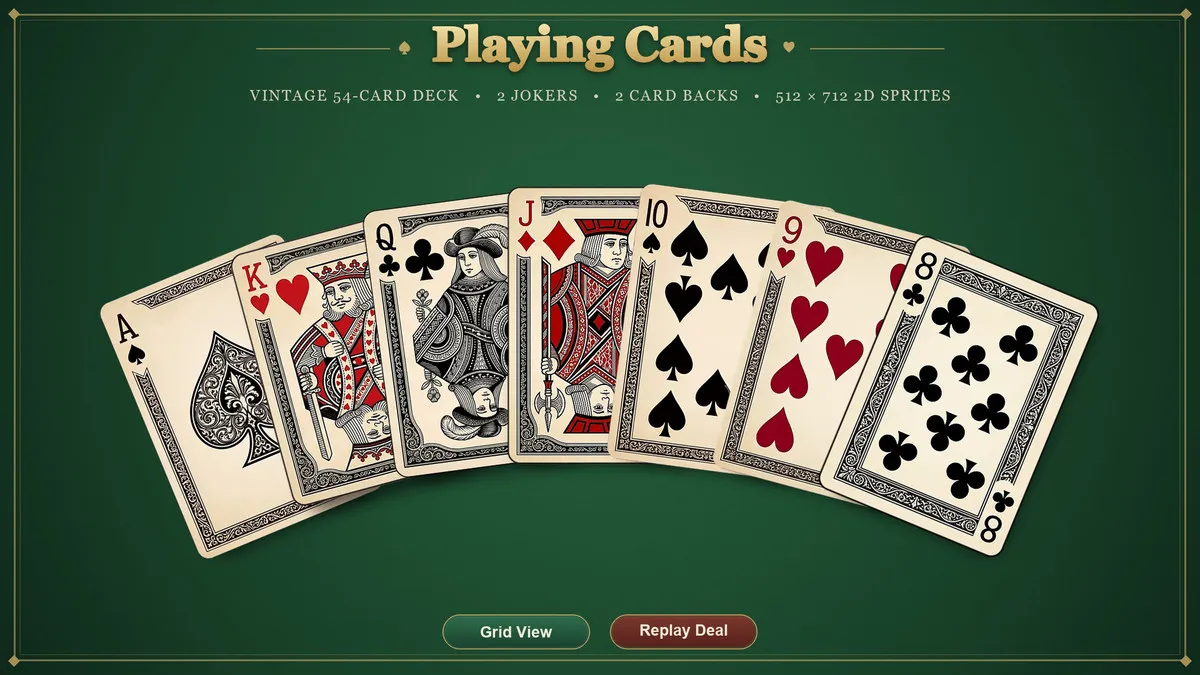 Playing Cards
VINTAGE 54-CARD DECK • 2 JOKERS • 2 CARD BACKS • 512 × 712 2D SPRITES
A
K
Q
J
10
9
8
8
Grid View
Replay Deal